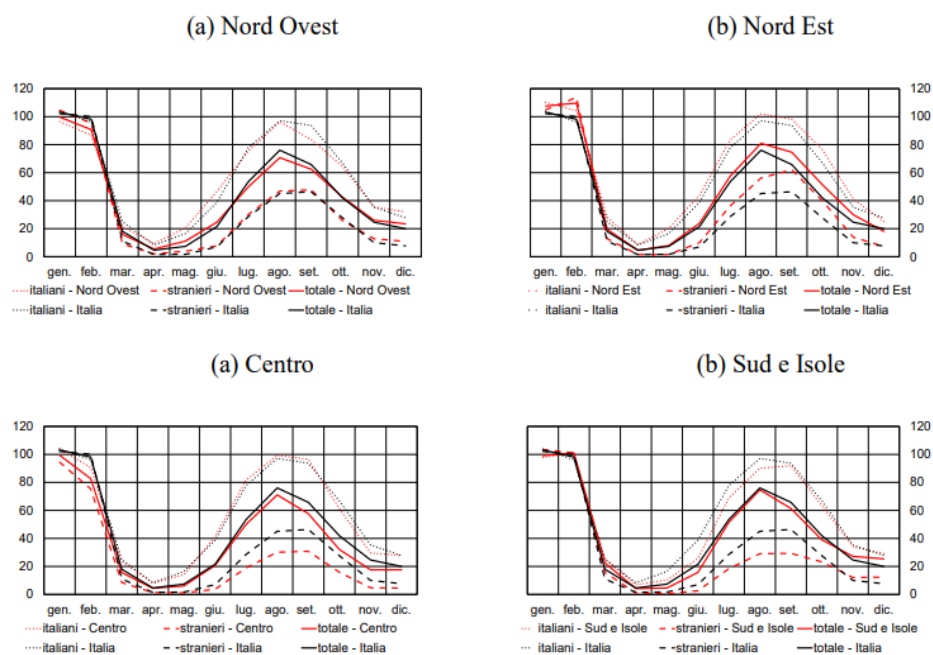 (a) Nord Ovest
120
100
80
60
40
20
0
gen. feb. mar. apr. mag. giu. lug. ago. set. ott. nov. dic.
italiani - Nord Ovest stranieri - Nord Ovest totale - Nord Ovest
italiani - Italia stranieri - Italia totale - Italia
(b) Nord Est
120
100
80
60
40
20
0
gen. feb. mar. apr. mag. giu. lug. ago. set. ott. nov. dic.
italiani - Nord Est stranieri - Nord Est totale - Nord Est
italiani - Italia stranieri - Italia totale - Italia
(a) Centro
120
100
80
60
40
20
0
gen. feb. mar. apr. mag. giu. lug. ago. set. ott. nov. dic.
italiani - Centro stranieri - Centro totale - Centro
italiani - Italia stranieri - Italia totale - Italia
(b) Sud e Isole
120
100
80
60
40
20
0
gen. feb. mar. apr. mag. giu. lug. ago. set. ott. nov. dic.
italiani - Sud e Isole stranieri - Sud e Isole totale - Sud e Isole
italiani - Italia stranieri - Italia totale - Italia